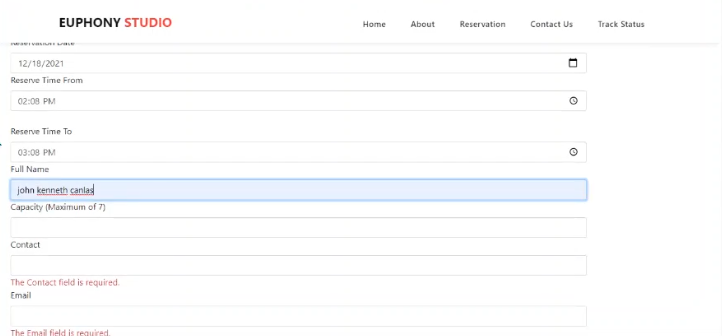 EUPHONY STUDIO
Home About Reservation Contact Us Track Status
Reservation Date
12/18/2021
Reserve Time From
02:08 PM
Reserve Time To
03:08 PM
Full Name
john kenneth canlas
Capacity (Maximum of 7)
Contact
The Contact field is required.
Email
The Email field is required.